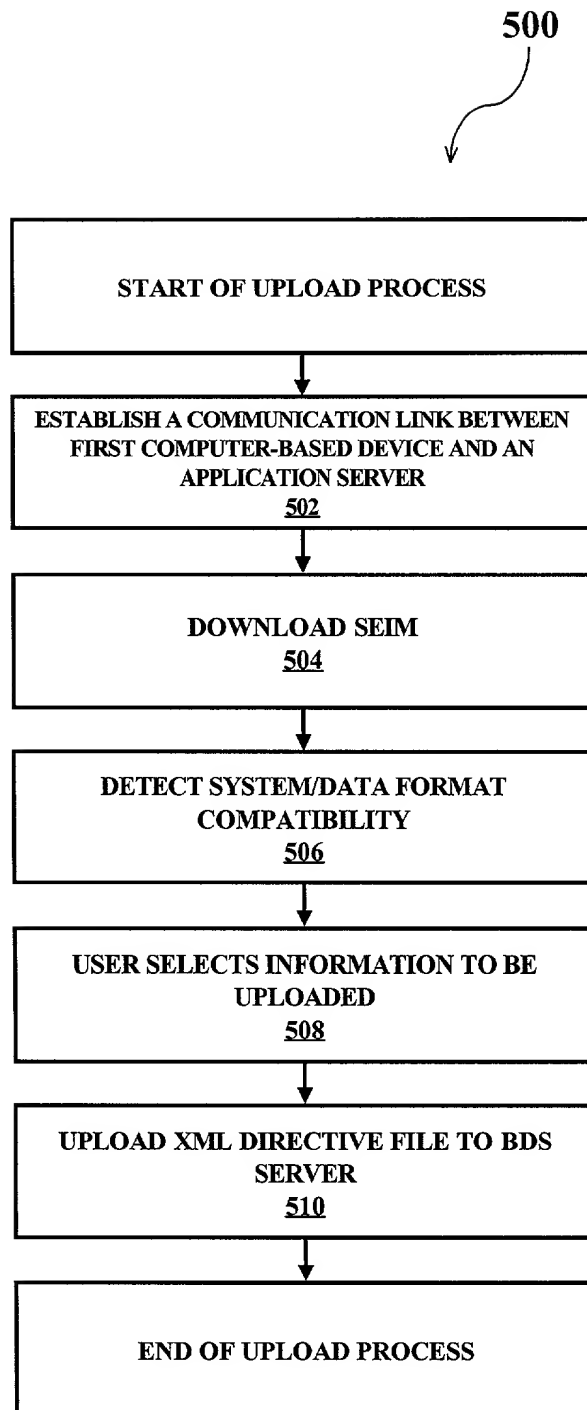 500
START OF UPLOAD PROCESS
ESTABLISH A COMMUNICATION LINK BETWEEN
FIRST COMPUTER-BASED DEVICE AND AN
APPLICATION SERVER
502
DOWNLOAD SEIM
504
DETECT SYSTEM/DATA FORMAT
COMPATIBILITY
506
USER SELECTS INFORMATION TO BE
UPLOADED
508
UPLOAD XML DIRECTIVE FILE TO BDS
SERVER
510
END OF UPLOAD PROCESS